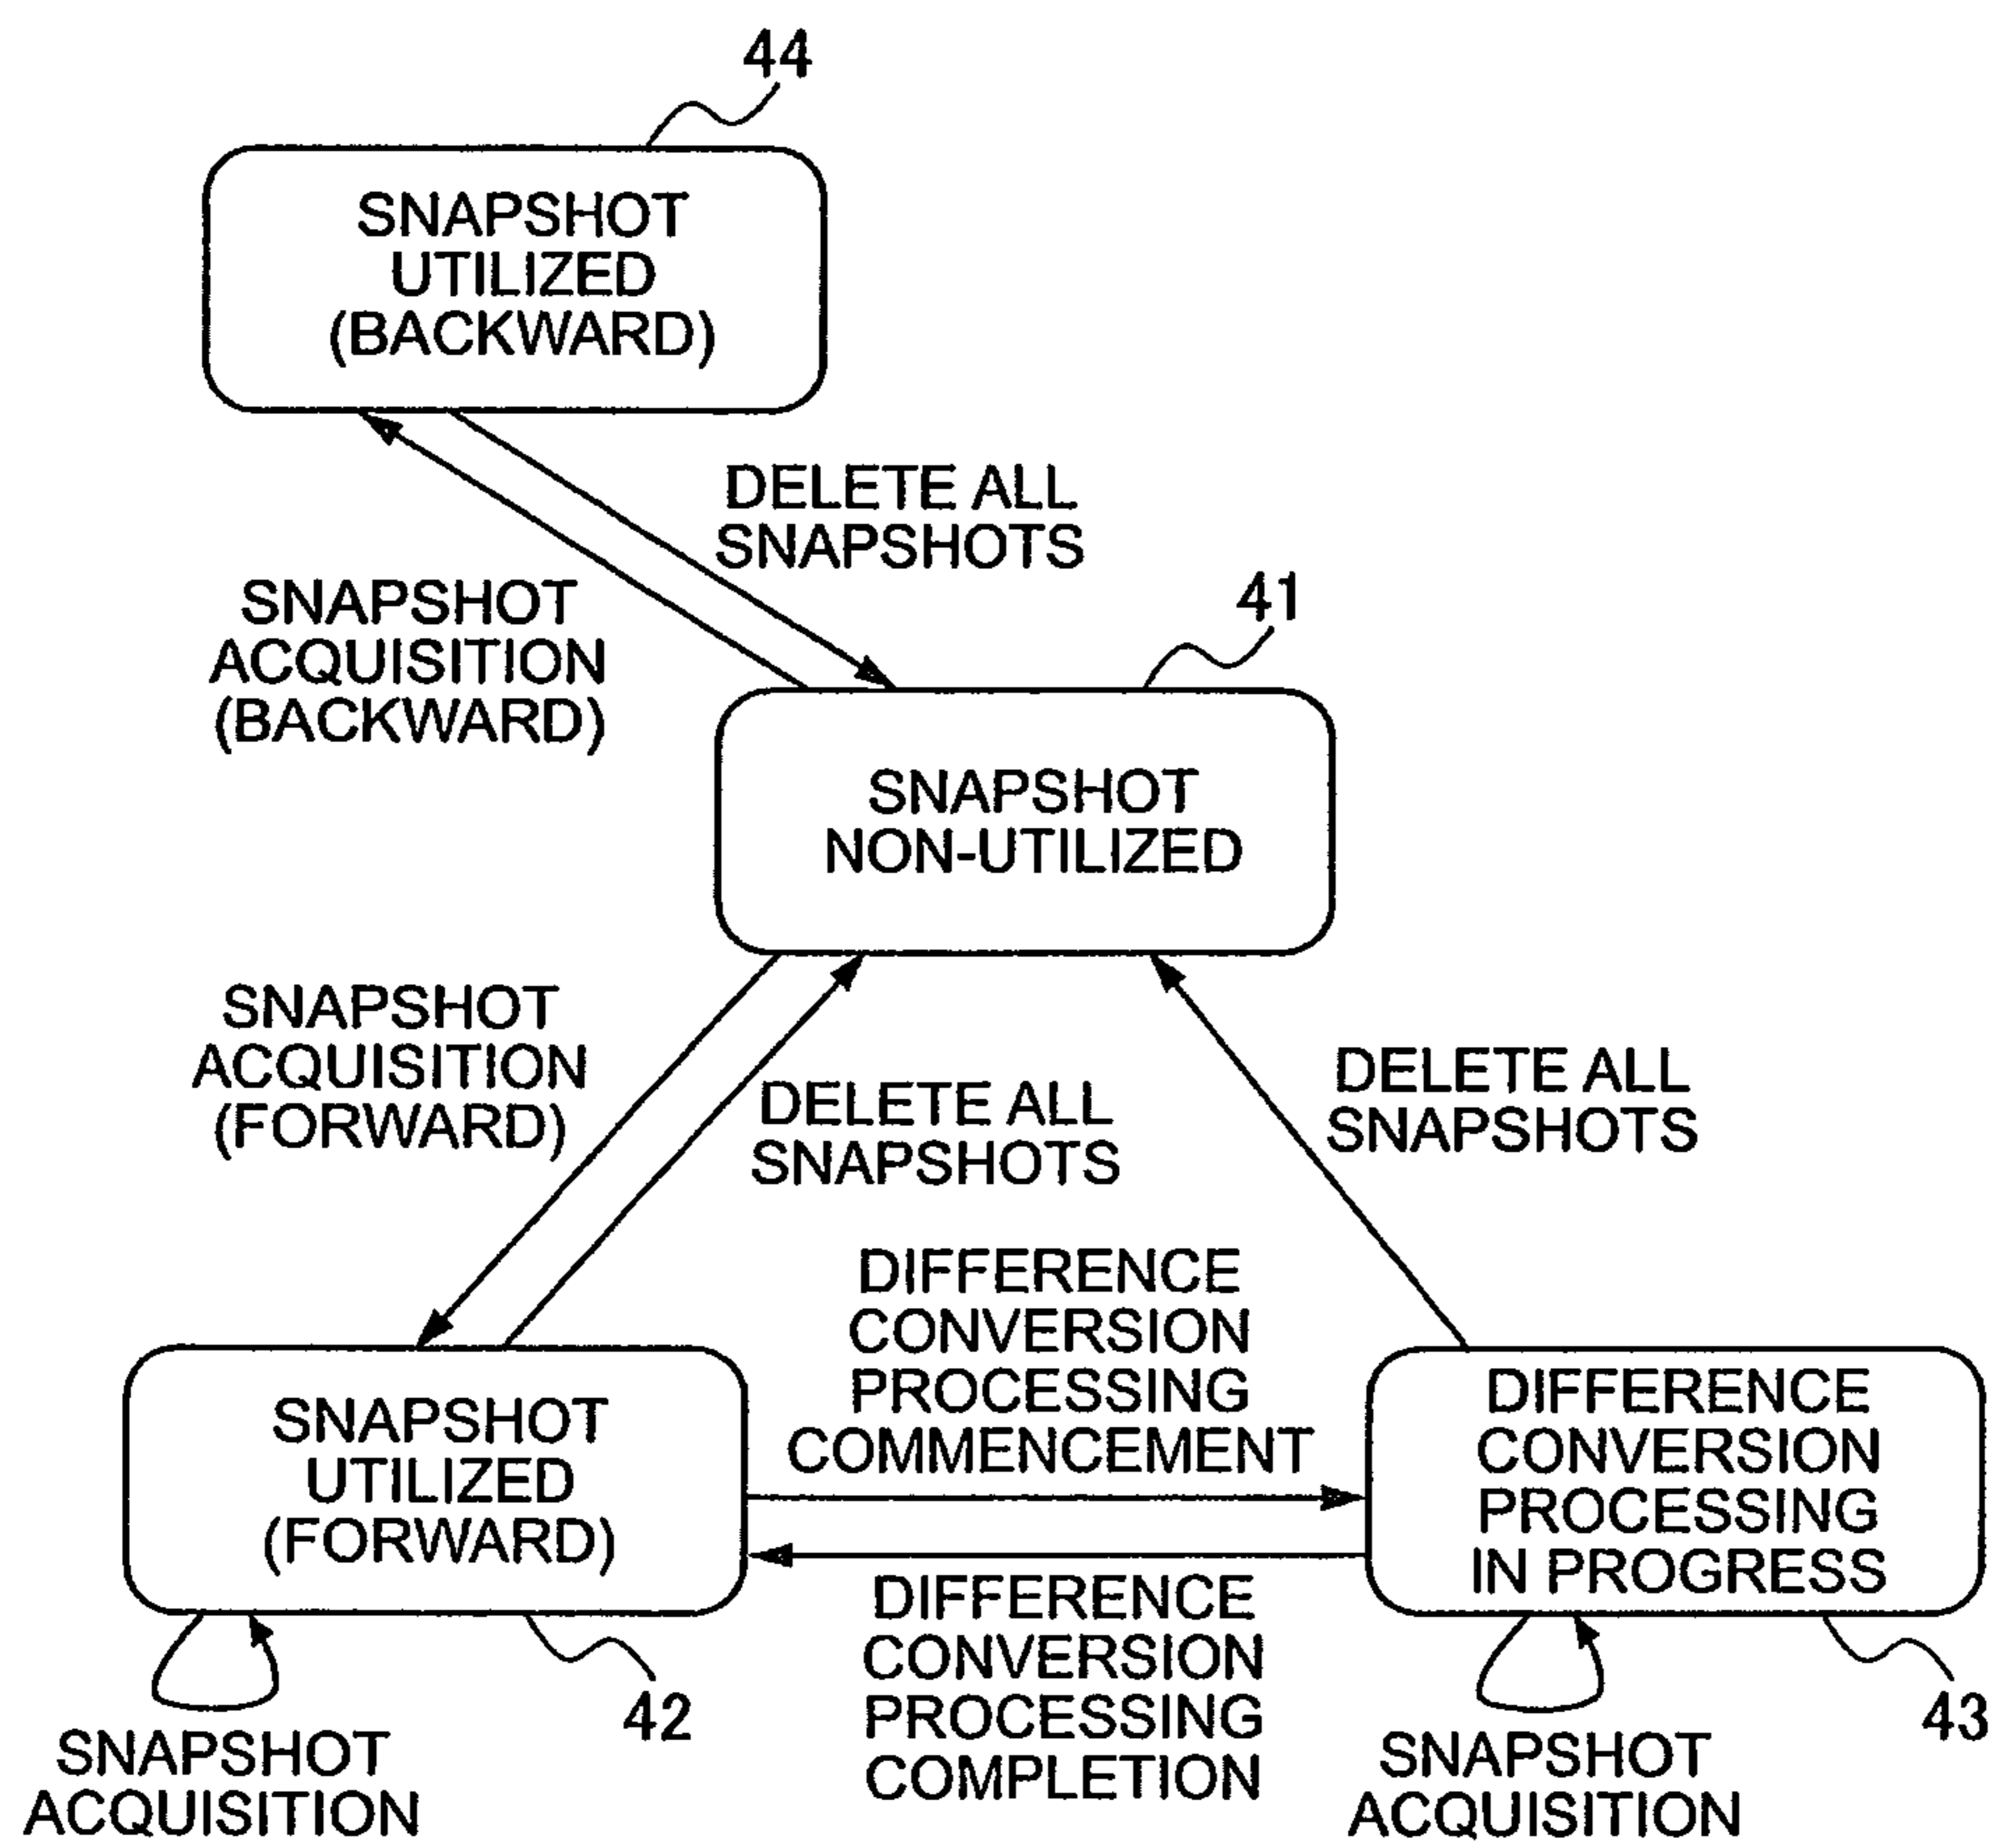 44
SNAPSHOT
UTILIZED
(BACKWARD)
DELETE ALL
SNAPSHOTS
SNAPSHOT
ACQUISITION
(BACKWARD)
41
SNAPSHOT
NON-UTILIZED
SNAPSHOT
ACQUISITION
(FORWARD)
DELETE ALL
SNAPSHOTS
DELETE ALL
SNAPSHOTS
DIFFERENCE
CONVERSION
PROCESSING
COMMENCEMENT
SNAPSHOT
UTILIZED
(FORWARD)
DIFFERENCE
CONVERSION
PROCESSING
IN PROGRESS
DIFFERENCE
CONVERSION
PROCESSING
COMPLETION
42
43
SNAPSHOT
ACQUISITION
SNAPSHOT
ACQUISITION